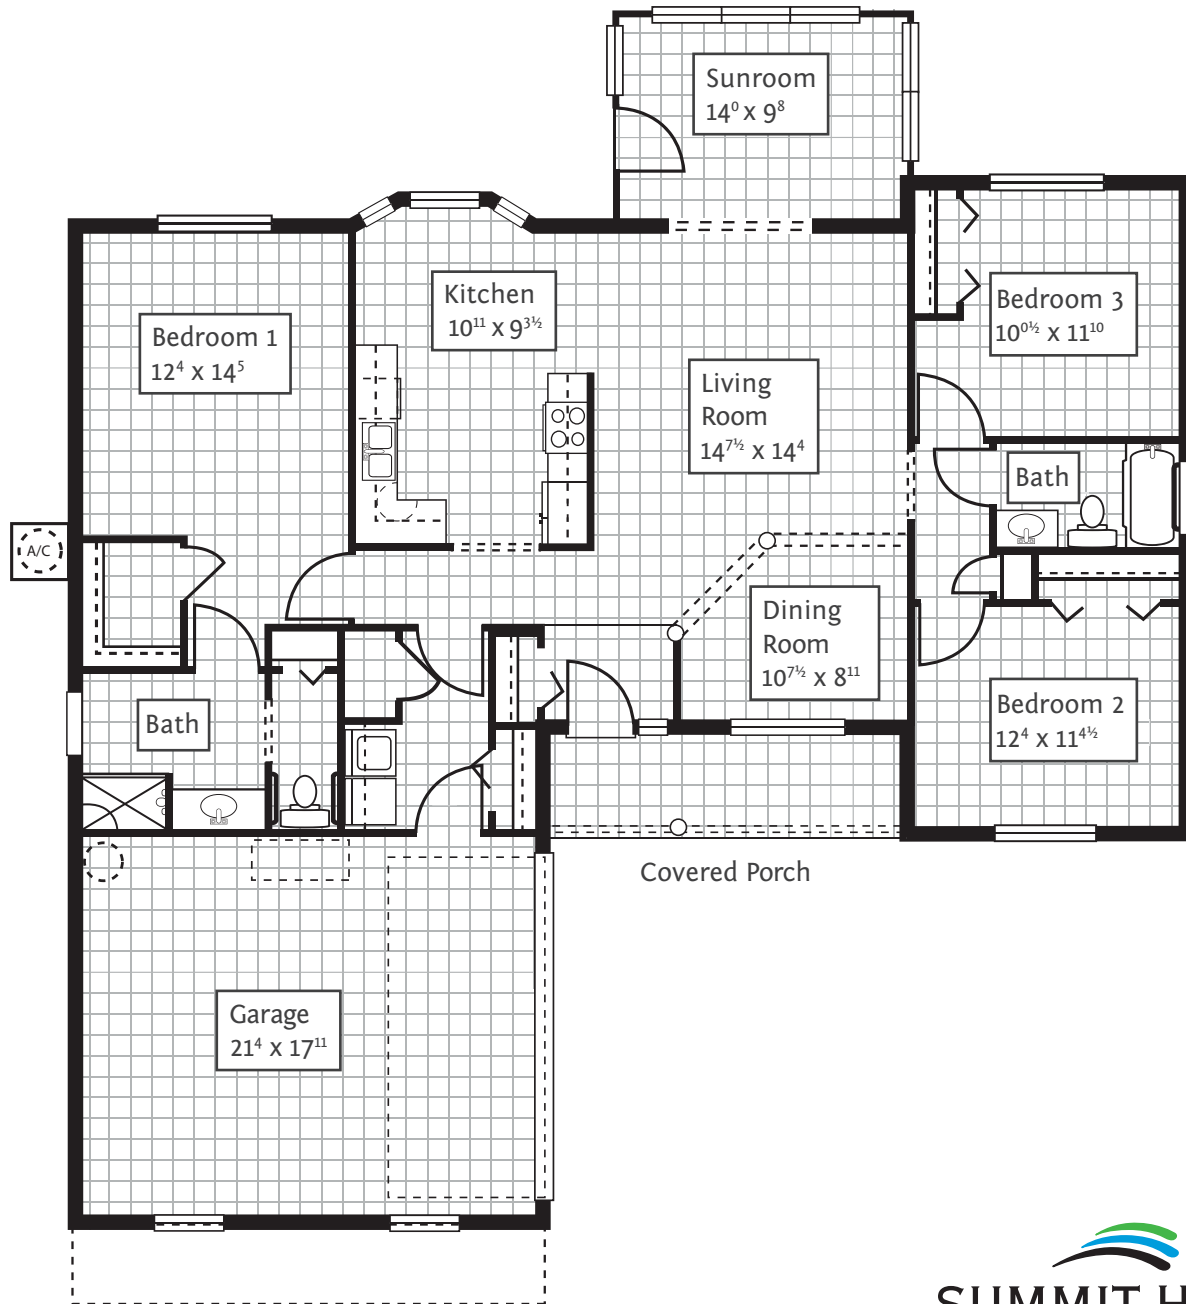 Sunroom
14⁰ x 9⁸
Kitchen
10¹¹ x 9³½
Bedroom 3
10⁰½ x 11¹⁰
Bedroom 1
12⁴ x 14⁵
Living
Room
14⁷½ x 14⁴
Bath
A/C
Dining
Room
10⁷½ x 8¹¹
Bedroom 2
12⁴ x 11⁴½
Bath
Covered Porch
Garage
21⁴ x 17¹¹
SUMMIT H